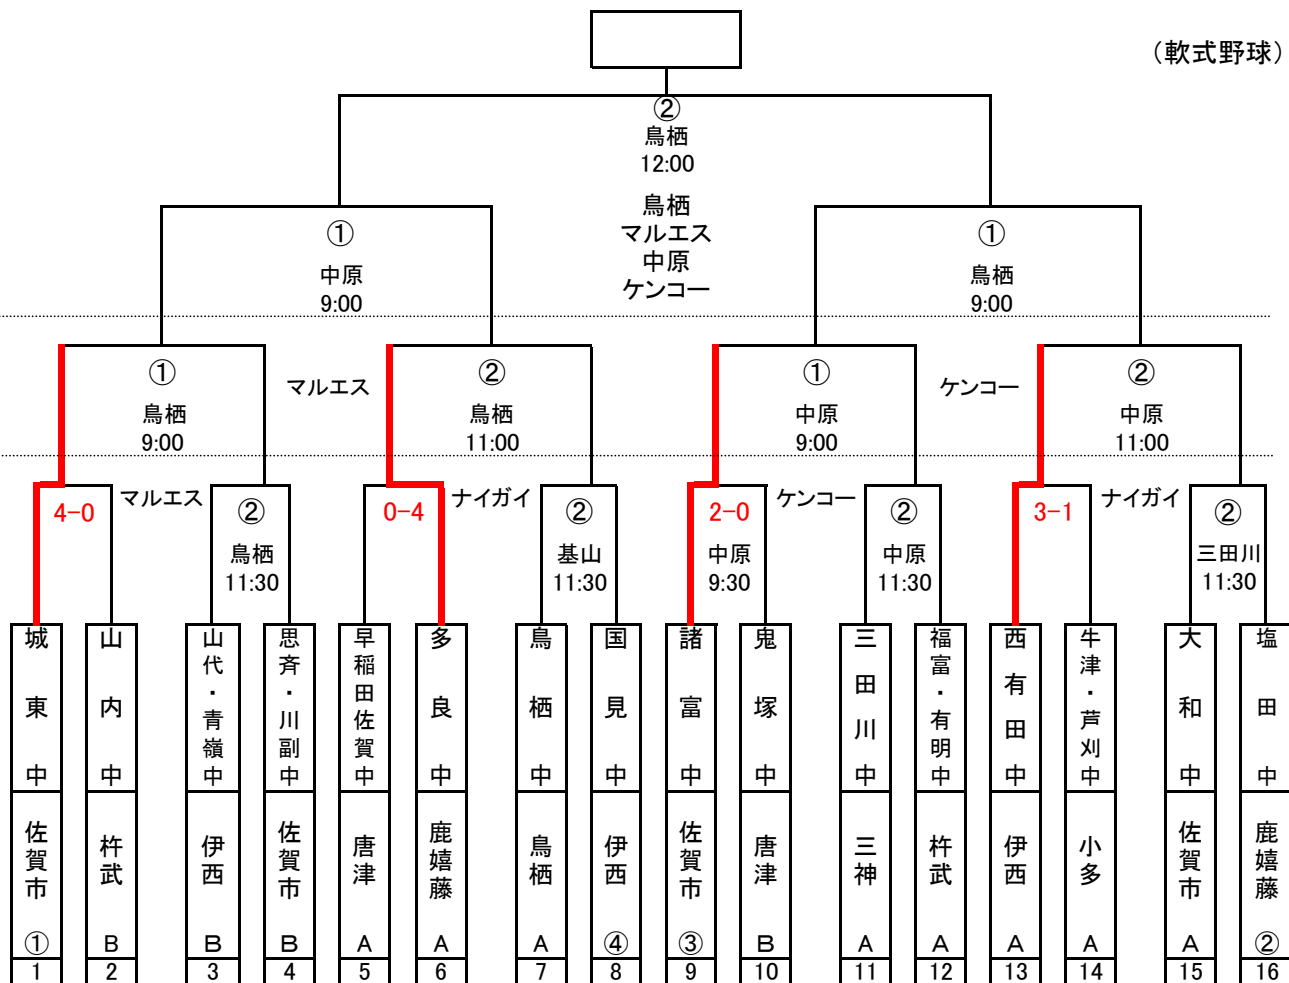 (軟式野球)
②
鳥栖
12:00
鳥栖
マルエス
中原
ケンコー
①
中原
9:00
①
鳥栖
9:00
①
鳥栖
9:00
マルエス
②
鳥栖
11:00
①
中原
9:00
ケンコー
②
中原
11:00
4-0
マルエス
②
鳥栖
11:30
0-4
ナイガイ
②
基山
11:30
2-0
中原
9:30
ケンコー
②
中原
11:30
3-1
ナイガイ
②
三田川
11:30
城東中
佐賀市
①
1
山内中
杵武
B
2
山代・青嶺中
伊西
B
3
思斉・川副中
佐賀市
B
4
早稲田佐賀中
唐津
A
5
多良中
鹿嬉藤
A
6
鳥栖中
鳥栖
A
7
国見中
伊西
④
8
諸富中
佐賀市
③
9
鬼塚中
唐津
B
10
三田川中
三神
A
11
福富・有明中
杵武
A
12
西有田中
伊西
A
13
牛津・芦刈中
小多
A
14
大和中
佐賀市
A
15
塩田中
鹿嬉藤
②
16